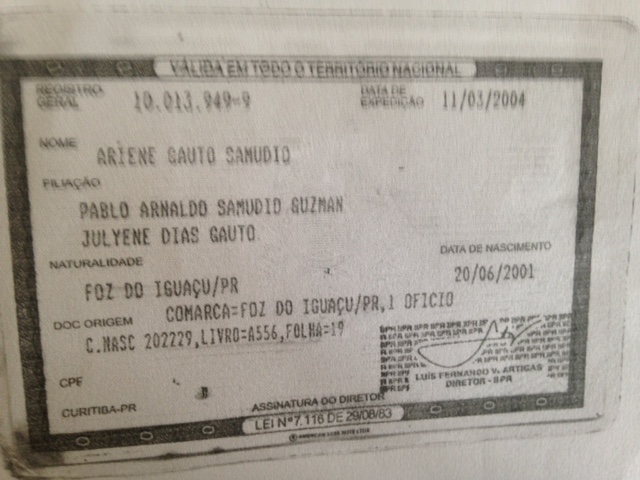 VÁLIDA EM TODO O TERRITÓRIO NACIONAL
REGISTRO GERAL 10.013.949-9 DATA DE EXPEDIÇÃO 11/03/2004
NOME ARIENE GAUTO SAMUDIO
FILIAÇÃO
PABLO ARNALDO SAMUDIO GUZMAN
JULYENE DIAS GAUTO
NATURALIDADE DATA DE NASCIMENTO
FOZ DO IGUAÇU/PR 20/06/2001
DOC ORIGEM COMARCA=FOZ DO IGUAÇU/PR,1 OFICIO
C.NASC 202229,LIVRO=A556,FOLHA=19
LUIS FERNANDO V. ARTIGAS
DIRETOR - SPR
CPF
CURITIBA-PR
ASSINATURA DO DIRETOR
LEI Nº 7.116 DE 29/08/83